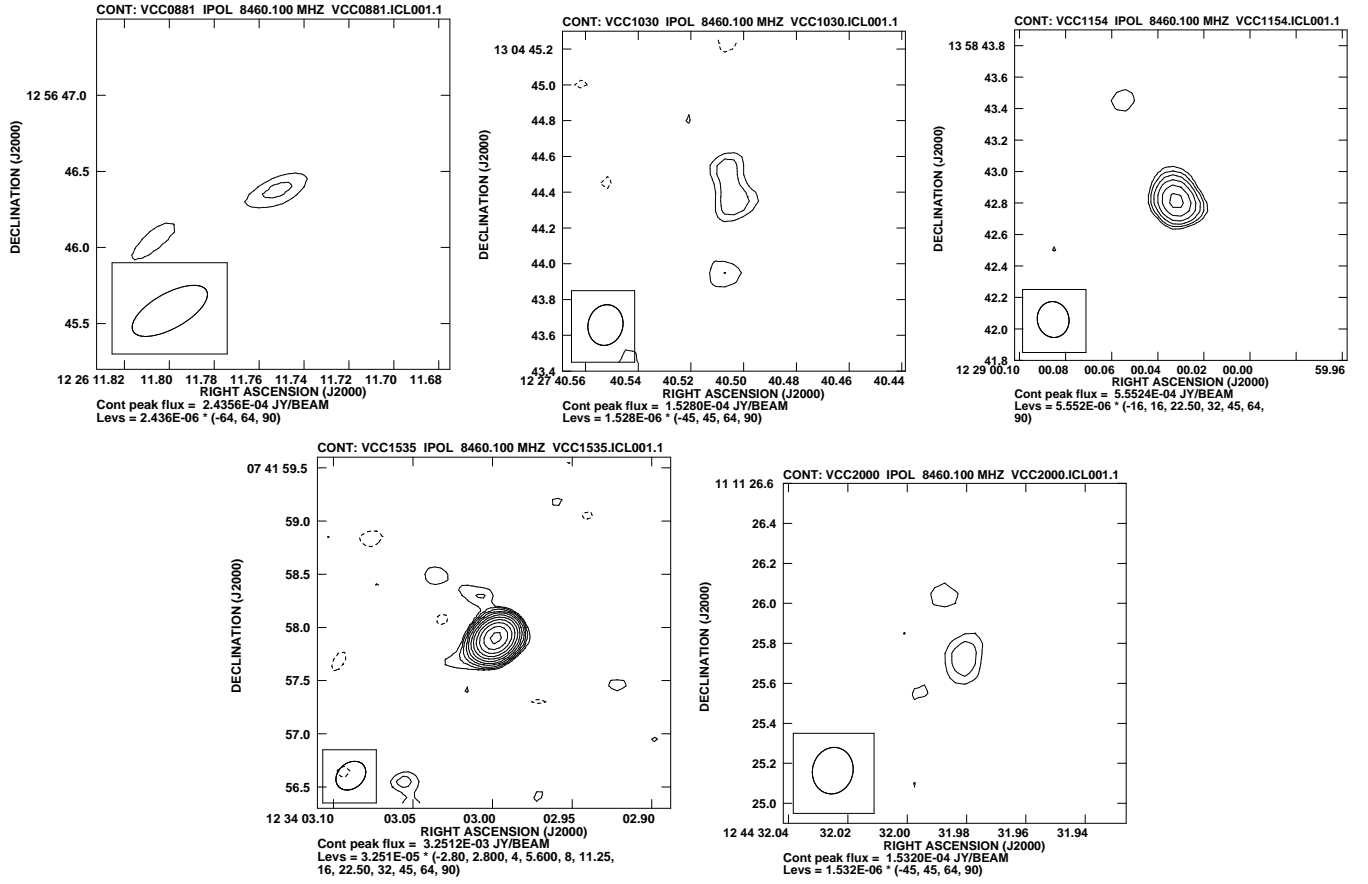 CONT: VCC0881 IPOL 8460.100 MHZ VCC0881.ICL001.1
DECLINATION (J2000)
12 56 47.0
46.5
46.0
45.5
12 26 11.82 11.80 11.78 11.76 11.74 11.72 11.70 11.68
RIGHT ASCENSION (J2000)
Cont peak flux = 2.4356E-04 JY/BEAM
Levs = 2.436E-06 * (-64, 64, 90)
CONT: VCC1030 IPOL 8460.100 MHZ VCC1030.ICL001.1
DECLINATION (J2000)
13 04 45.2
45.0
44.8
44.6
44.4
44.2
44.0
43.8
43.6
43.4
12 27 40.56 40.54 40.52 40.50 40.48 40.46 40.44
RIGHT ASCENSION (J2000)
Cont peak flux = 1.5280E-04 JY/BEAM
Levs = 1.528E-06 * (-45, 45, 64, 90)
CONT: VCC1154 IPOL 8460.100 MHZ VCC1154.ICL001.1
DECLINATION (J2000)
13 58 43.8
43.6
43.4
43.2
43.0
42.8
42.6
42.4
42.2
42.0
41.8
12 29 00.10 00.08 00.06 00.04 00.02 00.00 59.96
RIGHT ASCENSION (J2000)
Cont peak flux = 5.5524E-04 JY/BEAM
Levs = 5.552E-06 * (-16, 16, 22.50, 32, 45, 64,
90)
CONT: VCC1535 IPOL 8460.100 MHZ VCC1535.ICL001.1
DECLINATION (J2000)
07 41 59.5
59.0
58.5
58.0
57.5
57.0
56.5
12 34 03.10 03.05 03.00 02.95 02.90
RIGHT ASCENSION (J2000)
Cont peak flux = 3.2512E-03 JY/BEAM
Levs = 3.251E-05 * (-2.80, 2.800, 4, 5.600, 8, 11.25,
16, 22.50, 32, 45, 64, 90)
CONT: VCC2000 IPOL 8460.100 MHZ VCC2000.ICL001.1
DECLINATION (J2000)
11 11 26.6
26.4
26.2
26.0
25.8
25.6
25.4
25.2
25.0
12 44 32.04 32.02 32.00 31.98 31.96 31.94
RIGHT ASCENSION (J2000)
Cont peak flux = 1.5320E-04 JY/BEAM
Levs = 1.532E-06 * (-45, 45, 64, 90)